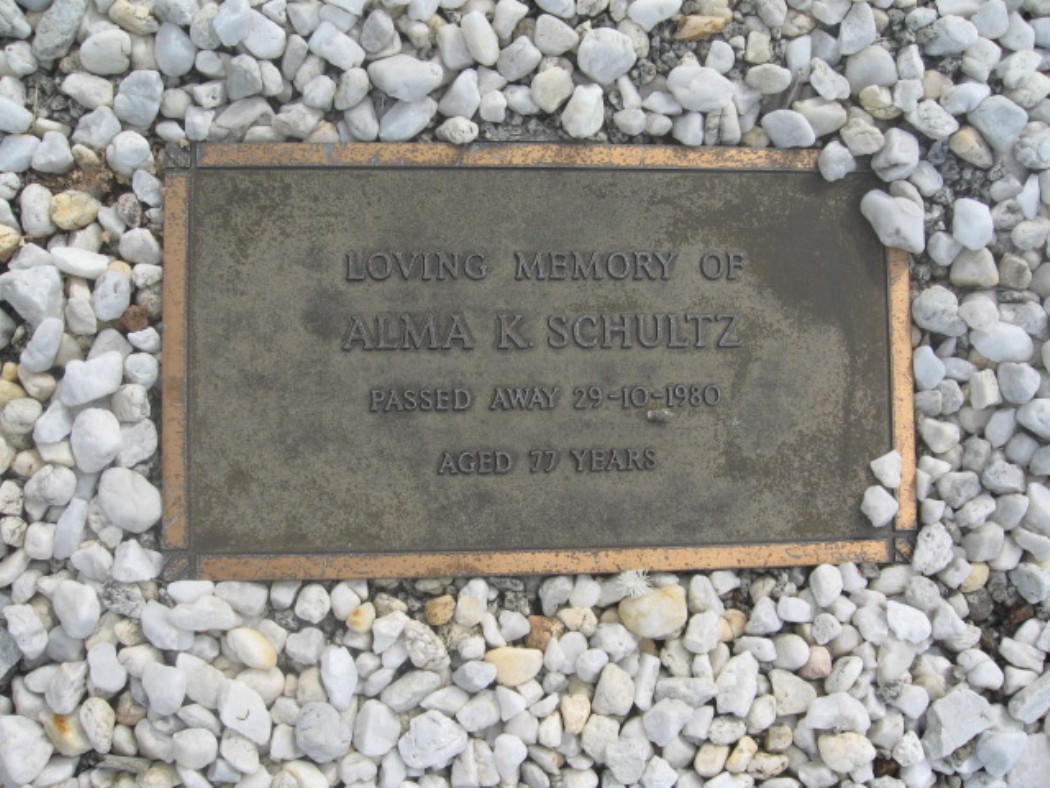 LOVING MEMORY OF
ALMA K. SCHULTZ
PASSED AWAY 29-10-1980
AGED 77 YEARS